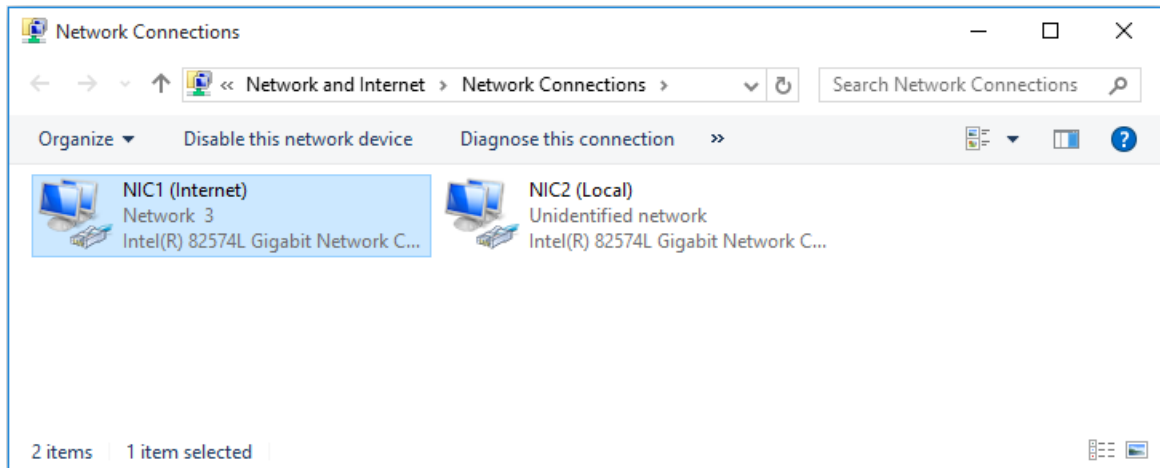 Network Connections
« Network and Internet › Network Connections ›
Search Network Connections
Organize Disable this network device Diagnose this connection »
NIC1 (Internet)
Network 3
Intel(R) 82574L Gigabit Network C...
NIC2 (Local)
Unidentified network
Intel(R) 82574L Gigabit Network C...
2 items 1 item selected